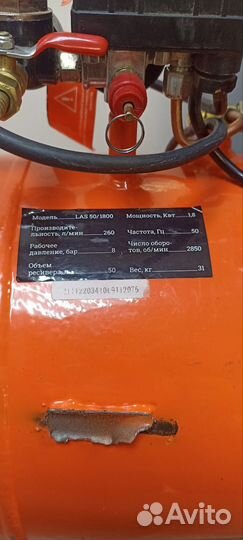 Модель LAS 50/1800 Мощность, Квт 1,8
Производите-
льность, л/мин 260 Частота, Гц 50
Рабочее
давление, бар 8
Число оборо-
тов, об/мин 2850
Объем
ресивера, л 50 Вес, кг 31
Avito